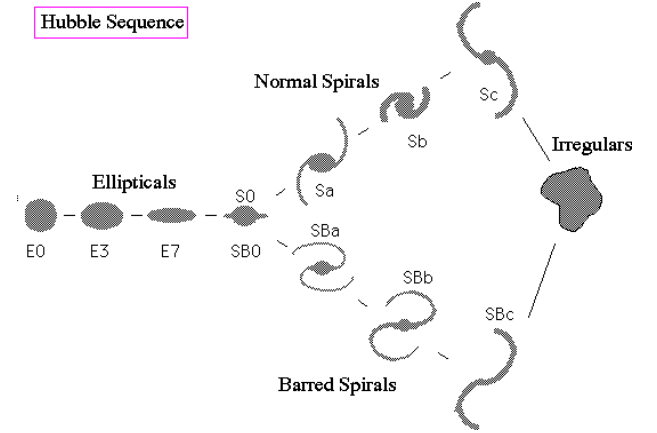 Hubble Sequence
Normal Spirals
Sc
Sb
Irregulars
Ellipticals
S0
Sa
E0
E3
E7
SB0
SBa
SBb
SBc
Barred Spirals